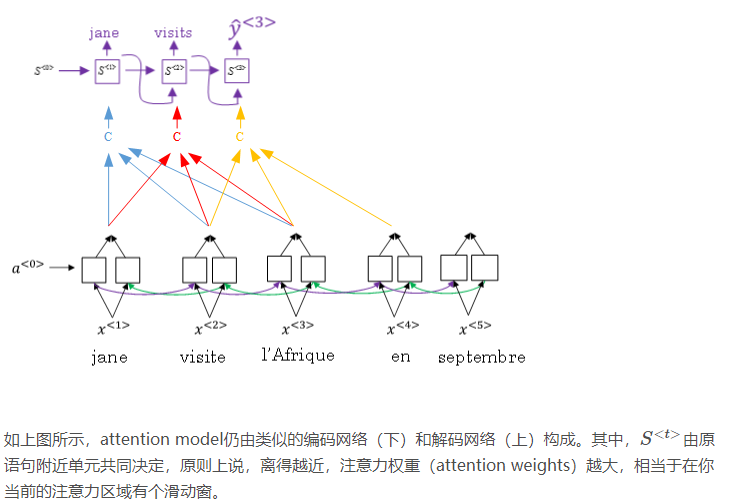 jane visits ŷ<3>
S<0> S<1> S<2> S<3>
C C C
a<0>
x<1> x<2> x<3> x<4> x<5>
jane visite l'Afrique en septembre
如上图所示，attention model仍由类似的编码网络（下）和解码网络（上）构成。其中，S<t>由原
语句附近单元共同决定，原则上说，离得越近，注意力权重（attention weights）越大，相当于在你
当前的注意力区域有个滑动窗。